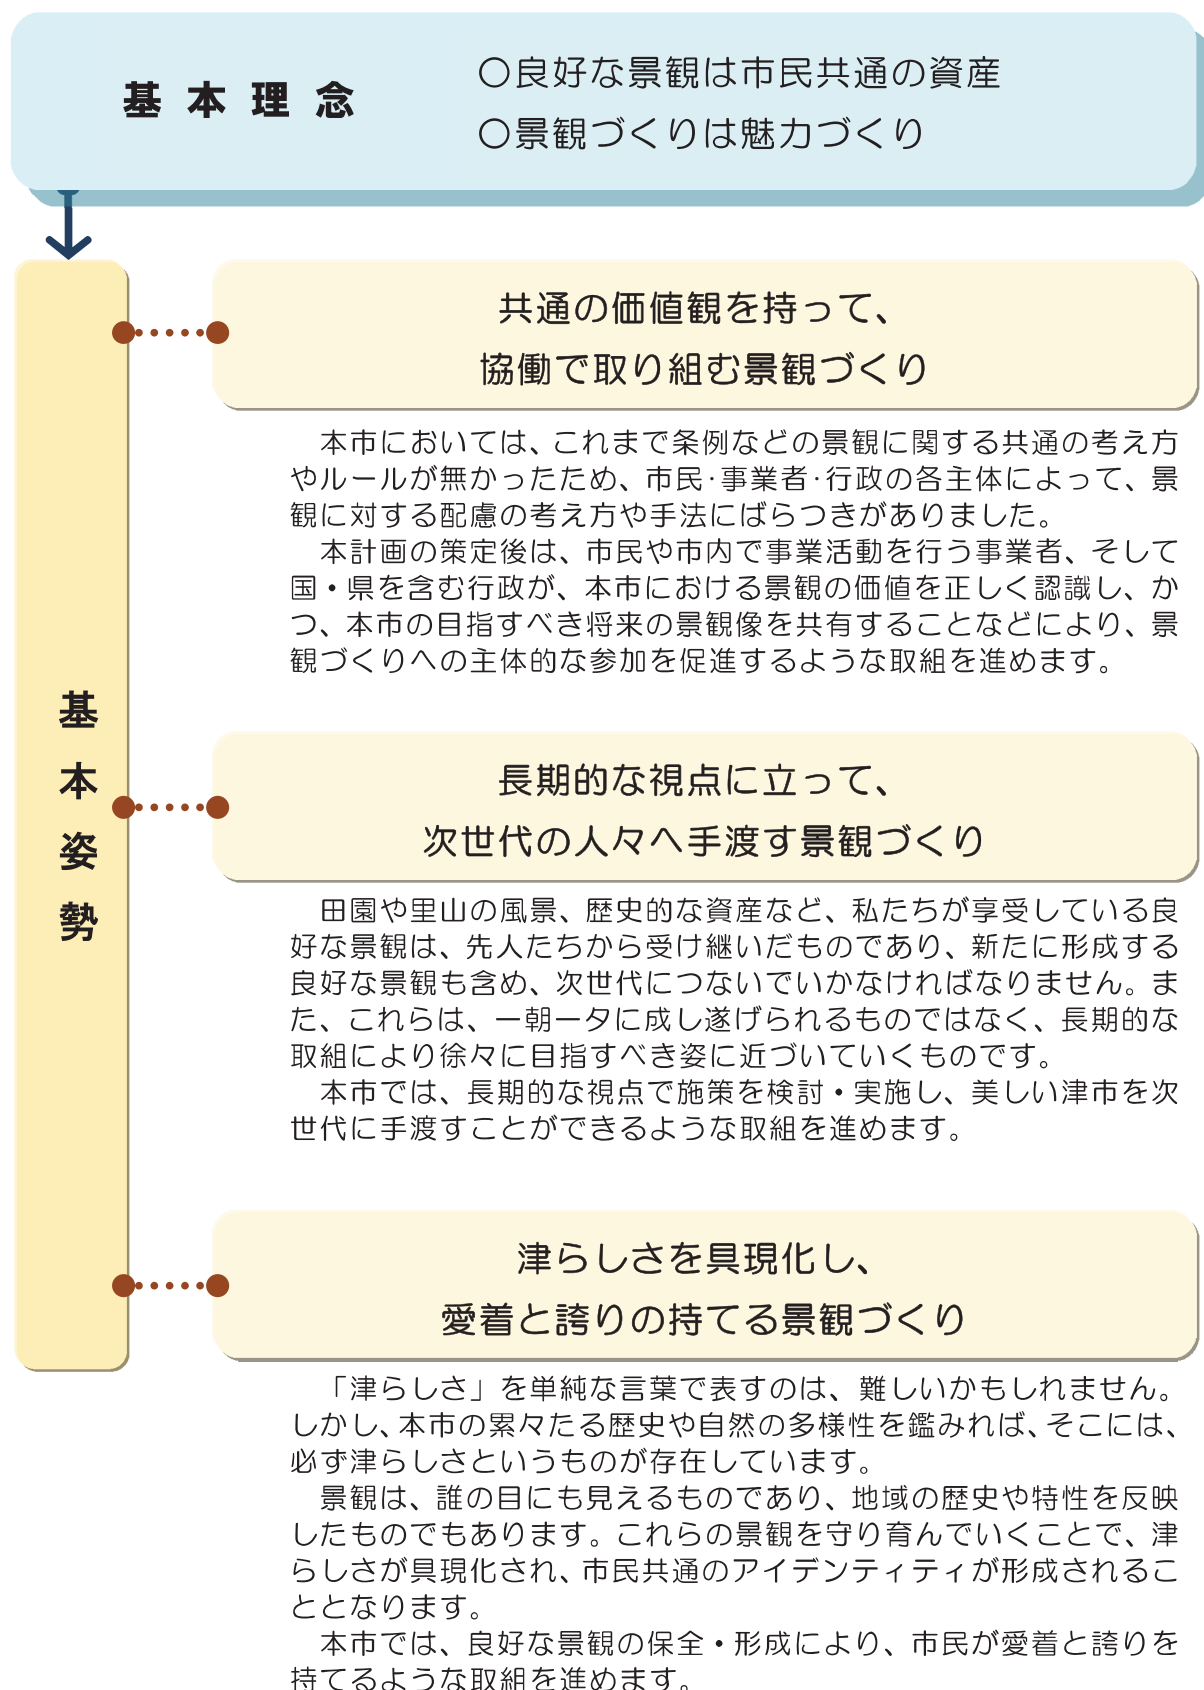 基本理念
〇良好な景観は市民共通の資産
〇景観づくりは魅力づくり
基本姿勢
共通の価値観を持って、
協働で取り組む景観づくり
本市においては、これまで条例などの景観に関する共通の考え方
やルールが無かったため、市民・事業者・行政の各主体によって、景
観に対する配慮の考え方や手法にばらつきがありました。
本計画の策定後は、市民や市内で事業活動を行う事業者、そして
国・県を含む行政が、本市における景観の価値を正しく認識し、か
つ、本市の目指すべき将来の景観像を共有することなどにより、景
観づくりへの主体的な参加を促進するような取組を進めます。
長期的な視点に立って、
次世代の人々へ手渡す景観づくり
田園や里山の風景、歴史的な資産など、私たちが享受している良
好な景観は、先人たちから受け継いだものであり、新たに形成する
良好な景観も含め、次世代につないでいかなければなりません。ま
た、これらは、一朝一夕に成し遂げられるものではなく、長期的な
取組により徐々に目指すべき姿に近づいていくものです。
本市では、長期的な視点で施策を検討・実施し、美しい津市を次
世代に手渡すことができるような取組を進めます。
津らしさを具現化し、
愛着と誇りの持てる景観づくり
「津らしさ」を単純な言葉で表すのは、難しいかもしれません。
しかし、本市の累々たる歴史や自然の多様性を鑑みれば、そこには、
必ず津らしさというものが存在しています。
景観は、誰の目にも見えるものであり、地域の歴史や特性を反映
したものでもあります。これらの景観を守り育んでいくことで、津
らしさが具現化され、市民共通のアイデンティティが形成されるこ
ととなります。
本市では、良好な景観の保全・形成により、市民が愛着と誇りを
持てるような取組を進めます。